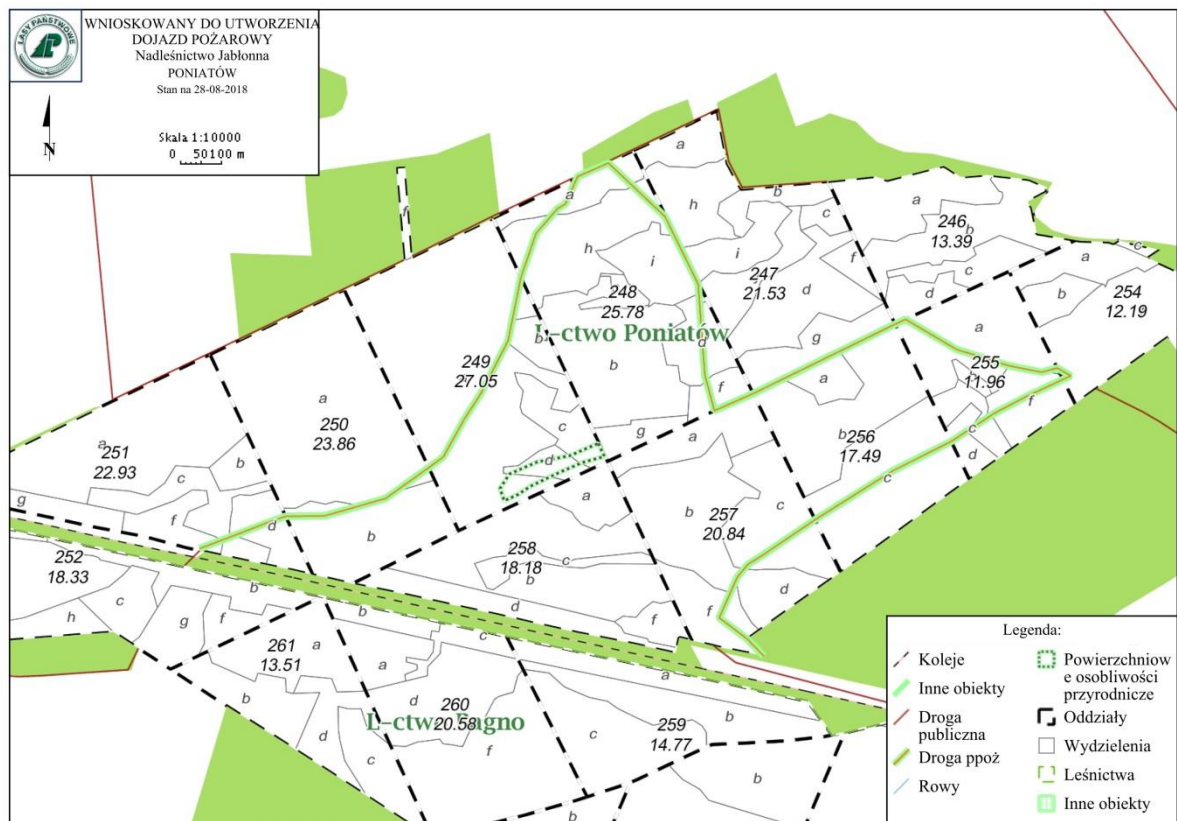 LASY PAŃSTWOWE
WNIOSKOWANY DO UTWORZENIA
DOJAZD POŻAROWY
Nadleśnictwo Jabłonna
PONIATÓW
Stan na 28-08-2018
N
Skala 1:10000
0 50100 m
a
f
a
h
b
c
a
246
b
13.39
c
a
h
i
i
247
21.53
f
c
d
b
a
254
12.19
248
25.78
d
L-ctwo Poniatów
d
g
a
b
b
249
27.05
f
a
255
11.96
f
a
250
23.86
c
g
a
b
256
17.49
c
d
a
251
22.93
b
c
d
a
c
g
f
d
b
b
257
20.84
c
252
18.33
b
258
18.18
c
b
d
d
h
c
g
f
b
b
c
f
f
261
13.51
a
a
a
b
d
c
d
260
20.58
L-ctwo Bagno
f
c
259
14.77
b
b
Legenda:
Koleje
Inne obiekty
Droga
publiczna
Droga ppoż
Rowy
Powierzchniow
e osobliwości
przyrodnicze
Oddziały
Wydzielenia
Leśnictwa
Inne obiekty